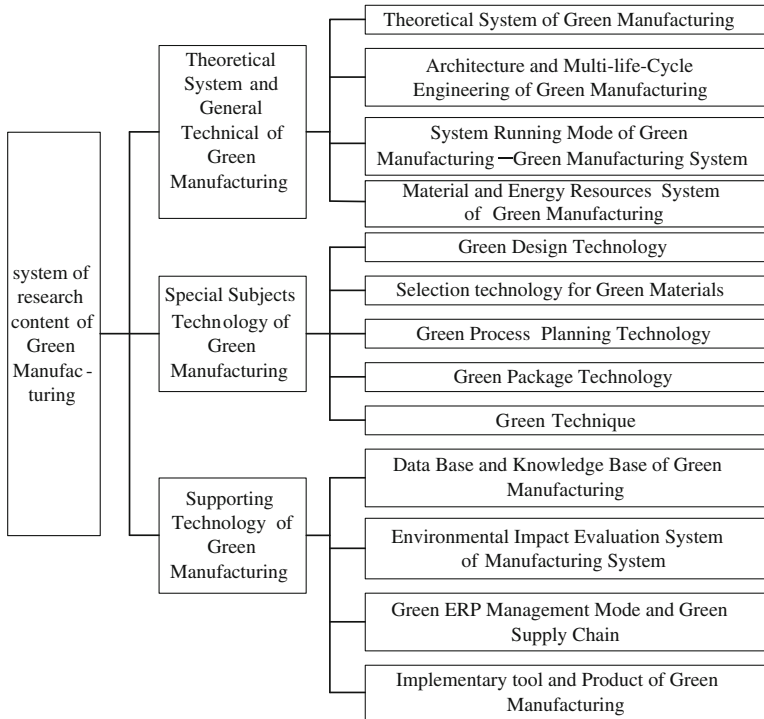 system of
research
content of
Green
Manufac-
turing
Theoretical
System and
General
Technical of
Green
Manufacturing
Theoretical System of Green Manufacturing
Architecture and Multi-life-Cycle
Engineering of Green Manufacturing
System Running Mode of Green
Manufacturing—Green Manufacturing System
Material and Energy Resources System
of Green Manufacturing
Special Subjects
Technology of
Green
Manufacturing
Green Design Technology
Selection technology for Green Materials
Green Process Planning Technology
Green Package Technology
Green Technique
Supporting
Technology of
Green
Manufacturing
Data Base and Knowledge Base of Green
Manufacturing
Environmental Impact Evaluation System
of Manufacturing System
Green ERP Management Mode and Green
Supply Chain
Implementary tool and Product of Green
Manufacturing